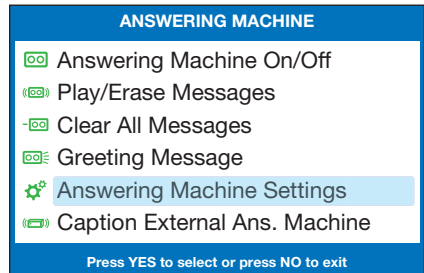 ANSWERING MACHINE
Answering Machine On/Off
Play/Erase Messages
Clear All Messages
Greeting Message
Answering Machine Settings
Caption External Ans. Machine
Press YES to select or press NO to exit